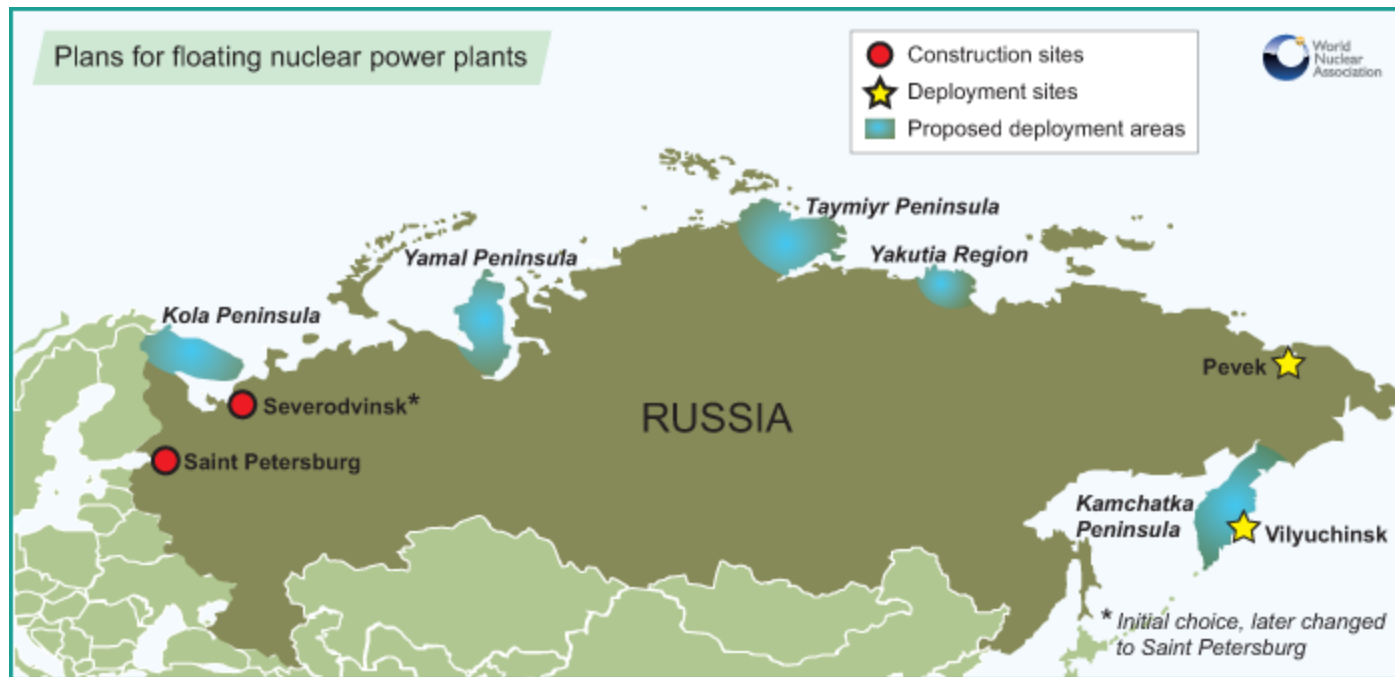 Plans for floating nuclear power plants
Construction sites
Deployment sites
Proposed deployment areas
World
Nuclear
Association
Taymiyr Peninsula
Yamal Peninsula
Yakutia Region
Kola Peninsula
Pevek
Severodvinsk*
RUSSIA
Saint Petersburg
Kamchatka
Peninsula
Vilyuchinsk
* Initial choice, later changed
to Saint Petersburg